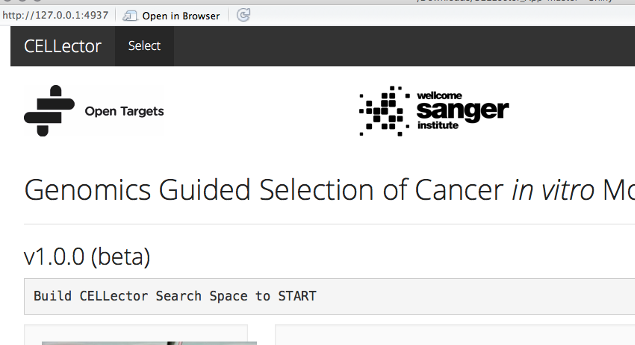 http://127.0.0.1:4937 Open in Browser
CELLector Select
Open Targets
wellcome
sanger
institute
Genomics Guided Selection of Cancer in vitro
v1.0.0 (beta)
Build CELLector Search Space to START